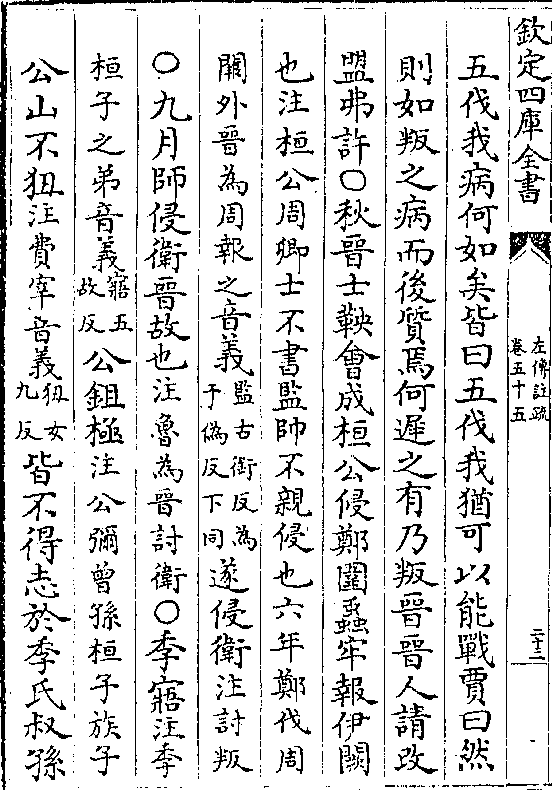 欽定四庫全書
左傳註疏
卷五十五
二十三
五伐我病何如矣皆曰五伐我猶可以能戰賈曰然
則如叛之病而後質焉何遲之有乃叛晉晉人請改
盟弗許○秋晉士鞅會成桓公侵鄭圍蟲牢報伊闕
也注桓公周卿士不書監帥不親侵也六年鄭伐周
闕外晉為周報之音義監古銜反為于偽反下同遂侵衛注討叛
○九月師侵衛晉故也注魯為晉討衛○季寤注季
桓子之弟音義寤五故反公鉏極注公彌曾孫桓子族子
公山不狃注費宰音義狃女九反皆不得志於季氏叔孫